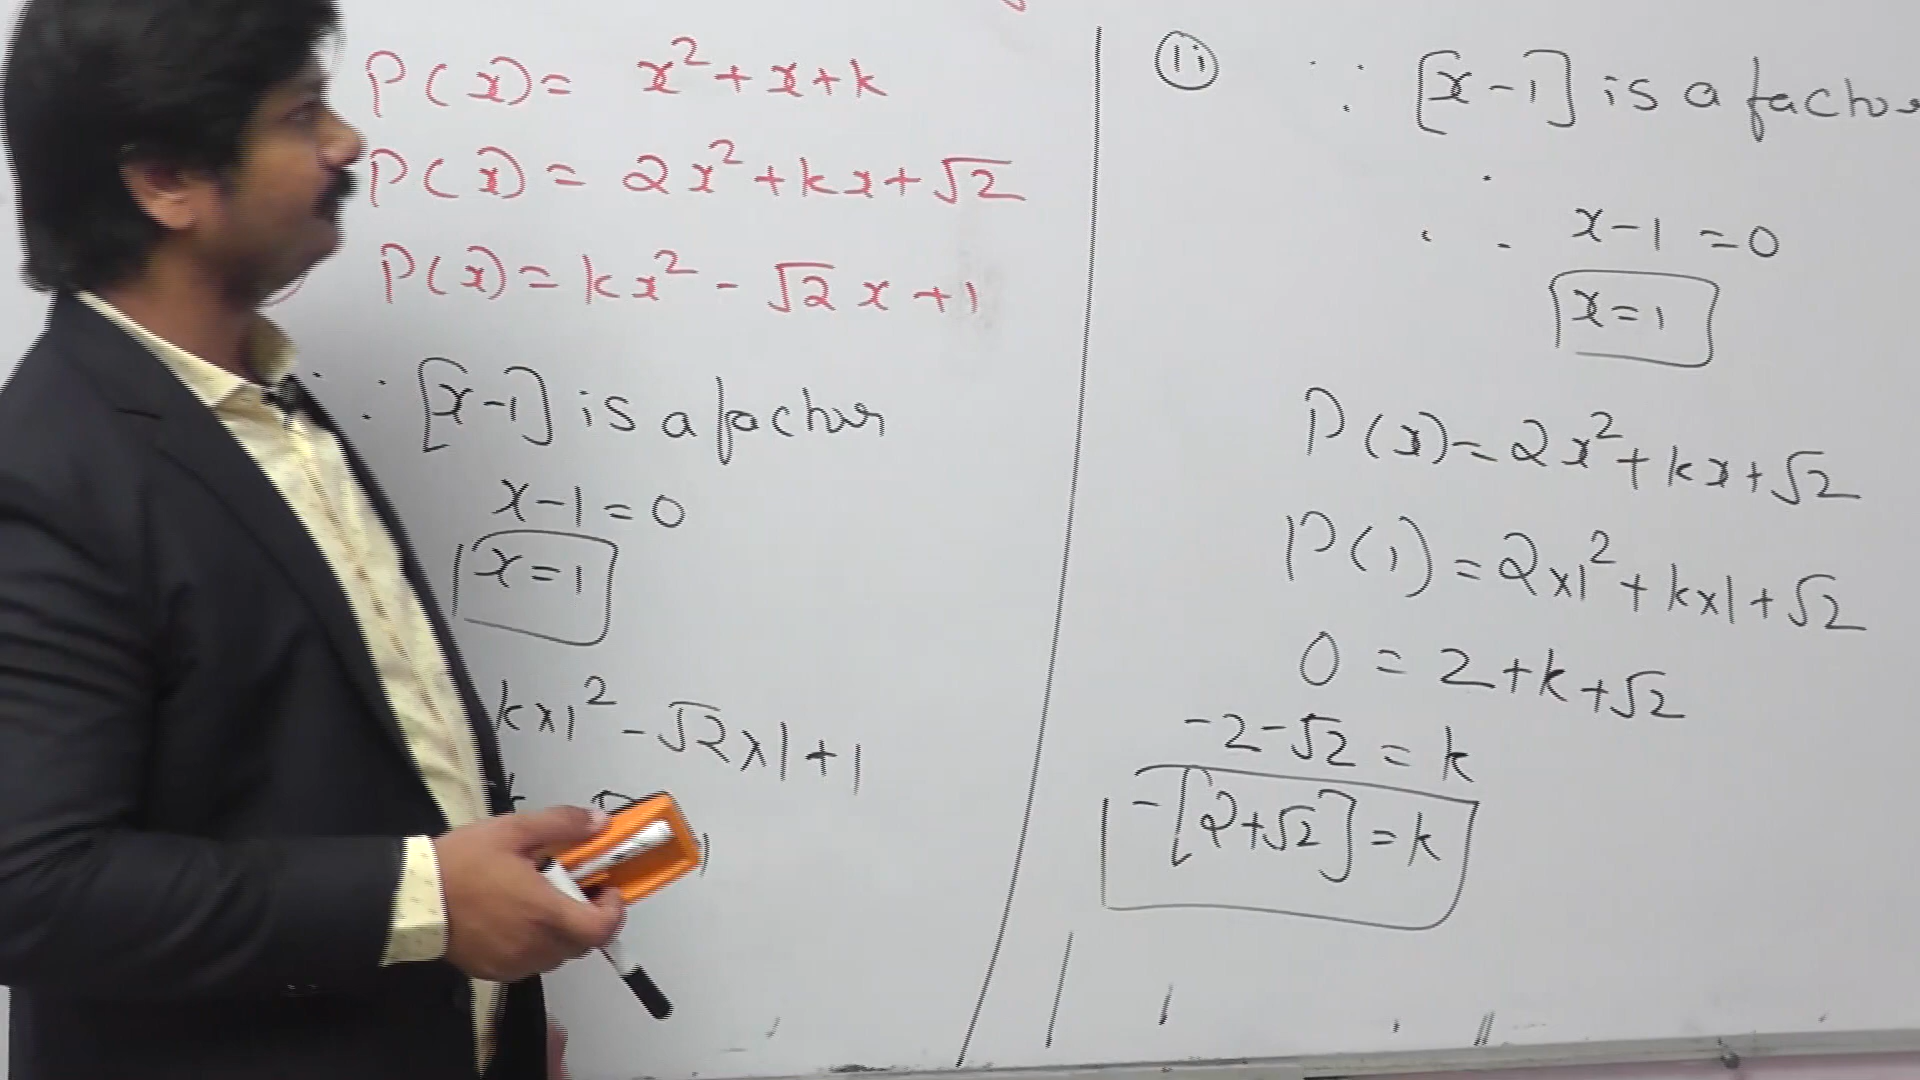 P(x) = x² + x + k
P(x) = 2x² + kx + √2
P(x) = kx² - √2 x + 1
∵ [x-1] is a factor
x-1 = 0
x = 1
kx1² - √2x1 + 1
(ii) ∵ [x-1] is a factor
∴ x-1 = 0
x = 1
P(x) = 2x² + kx + √2
P(1) = 2x1² + kx1 + √2
0 = 2 + k + √2
-2-√2 = k
-[2+√2] = k